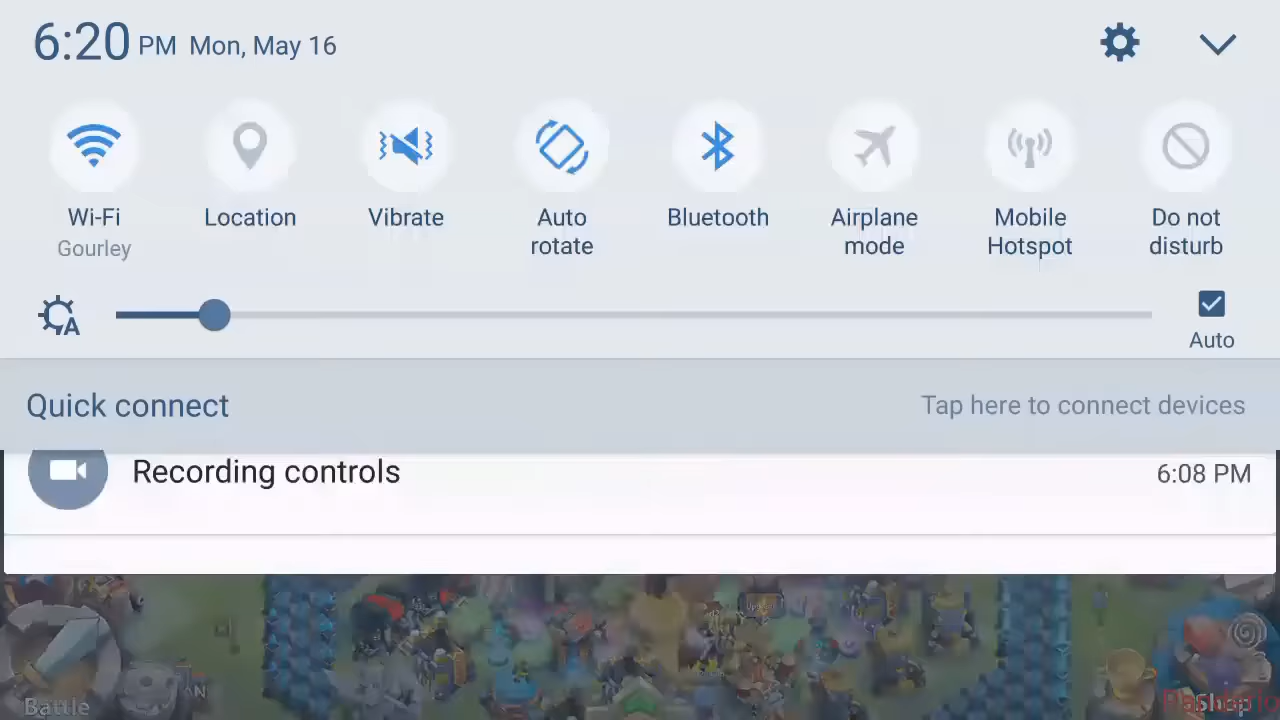 6:20 PM Mon, May 16
Wi-Fi
Gourley
Location
Vibrate
Auto
rotate
Bluetooth
Airplane
mode
Mobile
Hotspot
Do not
disturb
A
Auto
Quick connect
Tap here to connect devices
Recording controls
6:08 PM
Battle
Shop